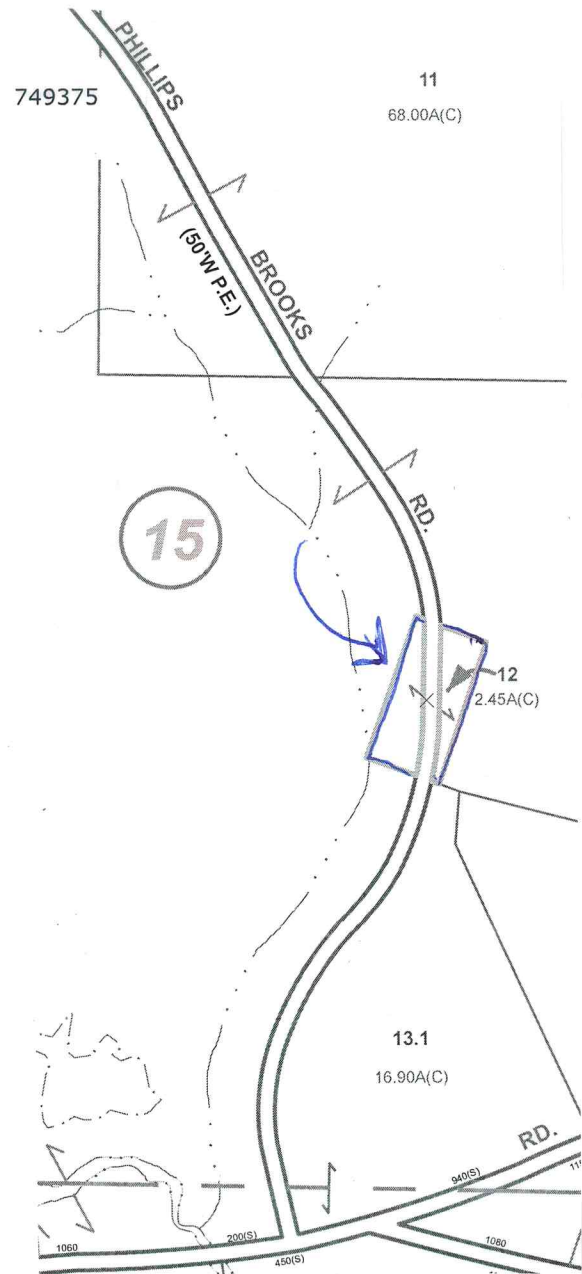 749375
PHILLIPS
11
68.00A(C)
(50'W P.E.)
BROOKS
RD.
15
12
2.45A(C)
13.1
16.90A(C)
RD.
940(S)
1060
200(S)
450(S)
1080